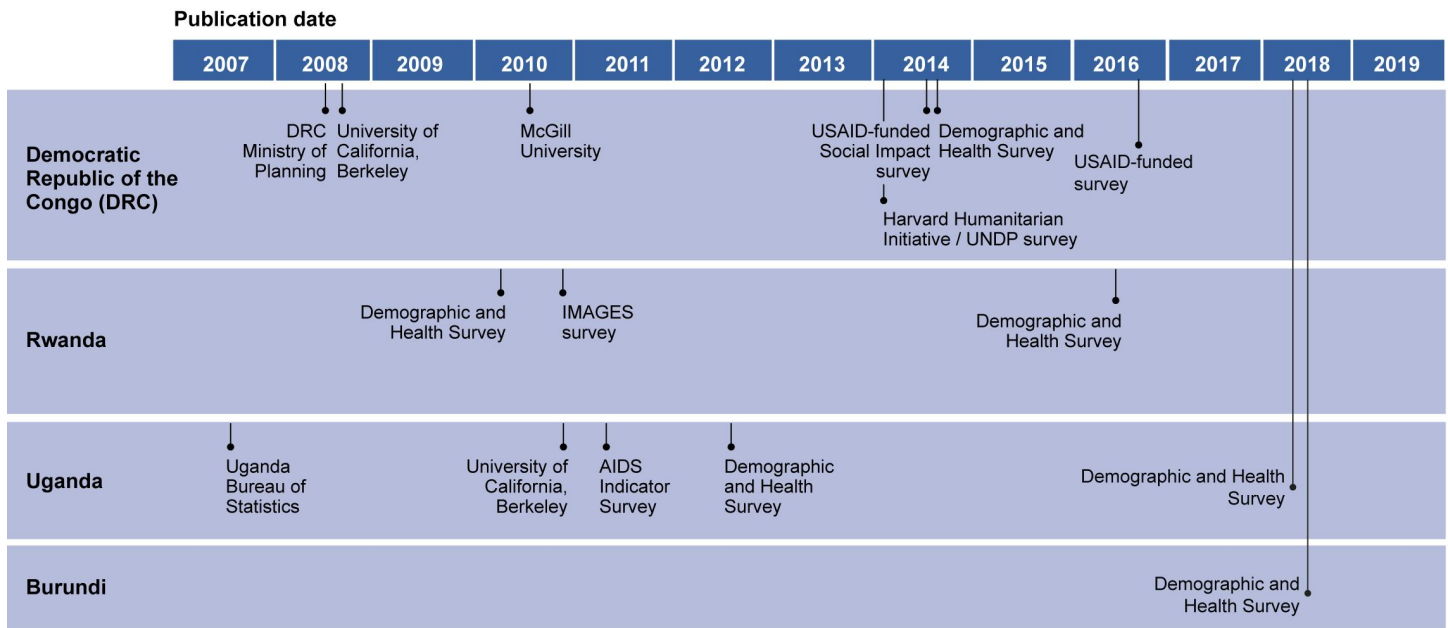 Publication date
2007 2008 2009 2010 2011 2012 2013 2014 2015 2016 2017 2018 2019
Democratic
Republic of the
Congo (DRC)
DRC
Ministry of
Planning
University of
California,
Berkeley
McGill
University
USAID-funded
Social Impact
survey
Demographic and
Health Survey
USAID-funded
survey
Harvard Humanitarian
Initiative / UNDP survey
Rwanda
Demographic and
Health Survey
IMAGES
survey
Demographic and
Health Survey
Uganda
Uganda
Bureau of
Statistics
University of
California,
Berkeley
AIDS
Indicator
Survey
Demographic
and Health
Survey
Demographic and Health
Survey
Burundi
Demographic and
Health Survey